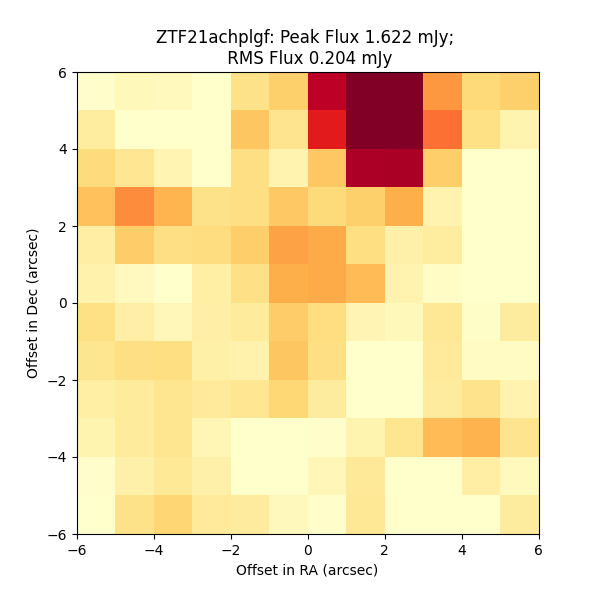 ZTF21achplgf: Peak Flux 1.622 mJy;
RMS Flux 0.204 mJy
6
4
2
0
−2
−4
−6
Offset in Dec (arcsec)
−6 −4 −2 0 2 4 6
Offset in RA (arcsec)